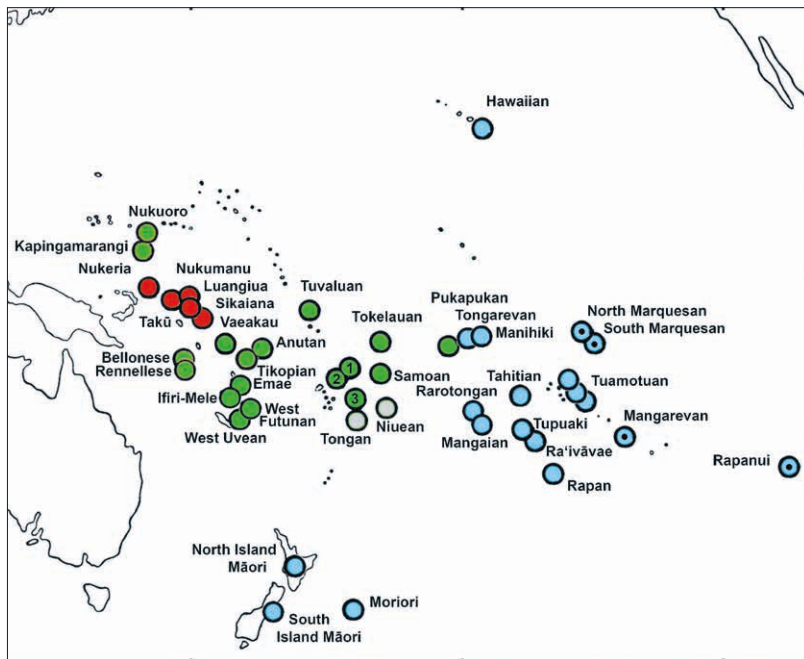 Hawaiian
Nukuoro
Kapingamarangi
Nukeria
Nukumanu
Luangiua
Sikaiana
Takū
Vaeakau
Tuvaluan
Tokelauan
Pukapukan
Tongarevan
Manihiki
North Marquesan
South Marquesan
Anutan
Bellonese
Rennellese
Tikopian
Emae
Ifiri-Mele
West
Futunan
West Uvean
1
2
3
Samoan
Tongan
Niuean
Rarotongan
Tahitian
Tuamotuan
Mangaian
Tupuaki
Ra'ivāvae
Mangarevan
Rapanui
Rapan
North Island
Māori
South
Island Māori
Moriori